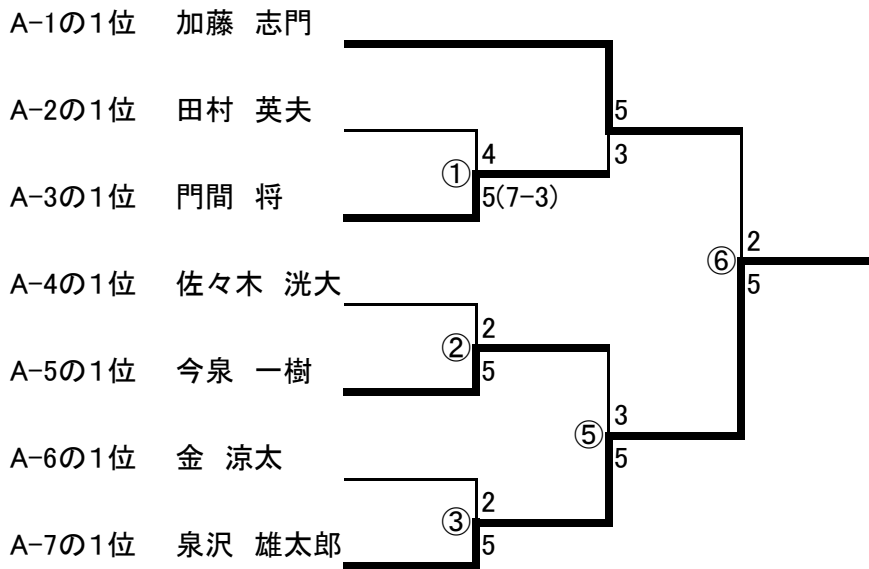 A-1の1位 加藤 志門
A-2の1位 田村 英夫
5
3
4
①
5(7-3)
A-3の1位 門間 将
2
⑥
5
A-4の1位 佐々木 洸大
2
②
5
A-5の1位 今泉 一樹
3
⑤
5
A-6の1位 金 涼太
2
③
5
A-7の1位 泉沢 雄太郎